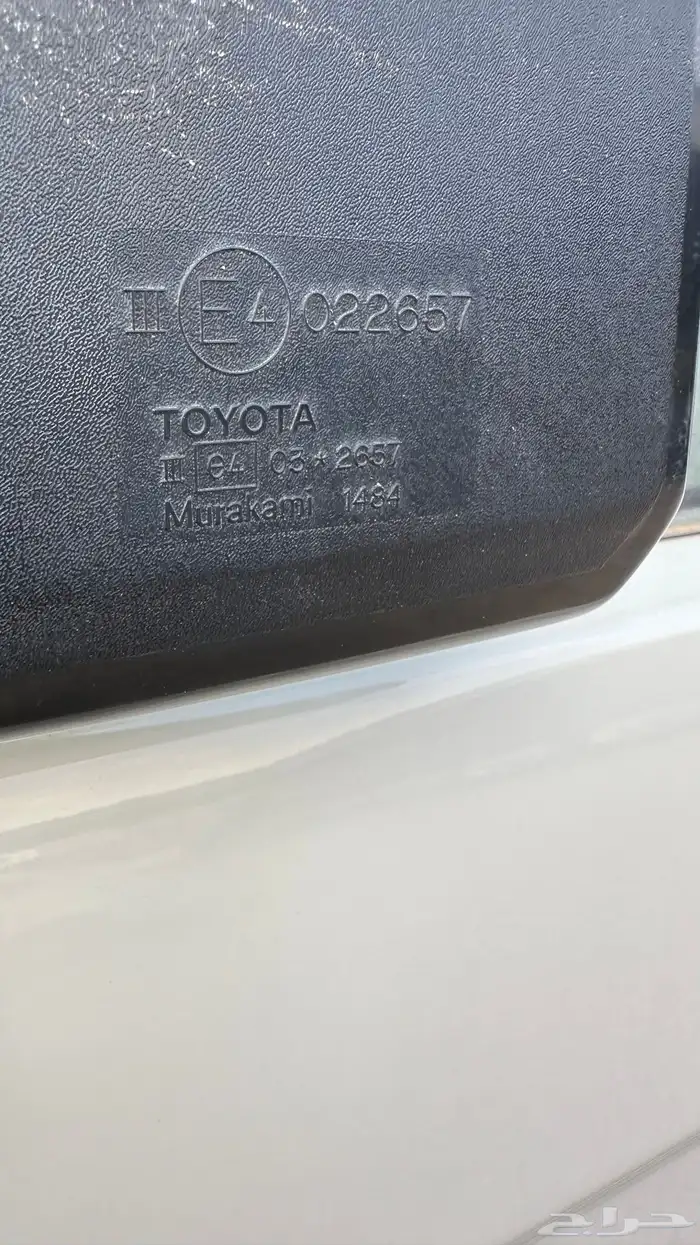 III E4 022657
TOYOTA
III e4 03*2657
Murakami 1484
حراج